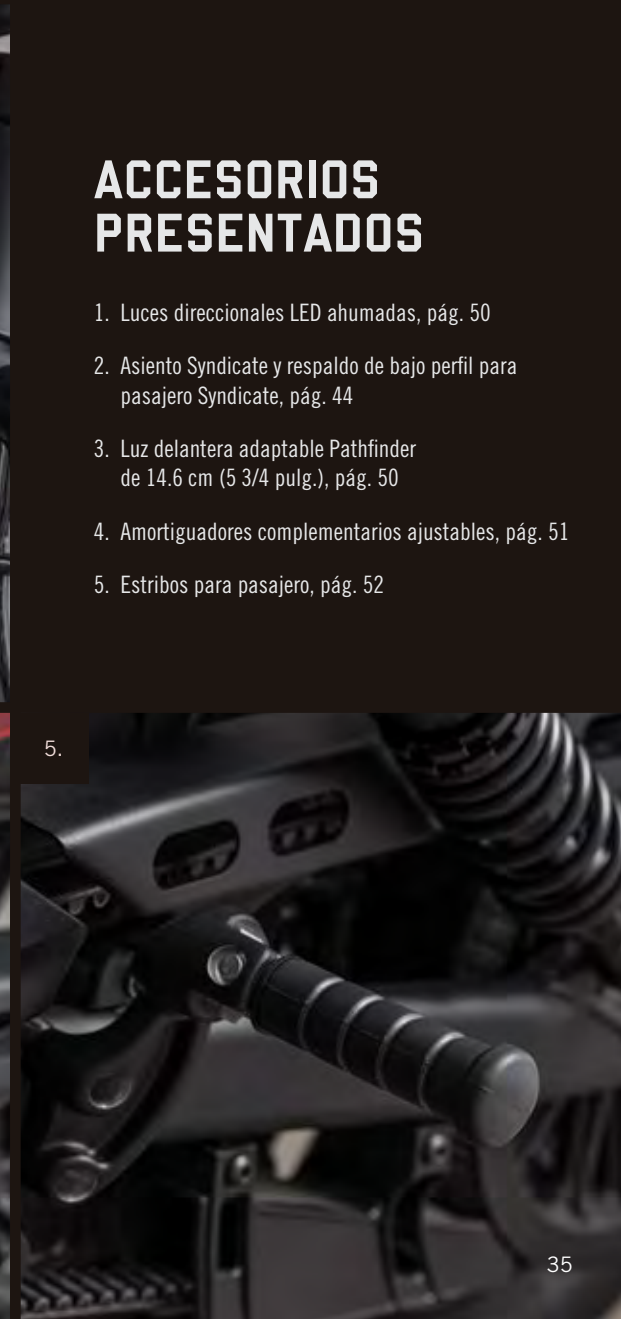 ACCESORIOS
PRESENTADOS
1. Luces direccionales LED ahumadas, pág. 50
2. Asiento Syndicate y respaldo de bajo perfil para
pasajero Syndicate, pág. 44
3. Luz delantera adaptable Pathfinder
de 14.6 cm (5 3/4 pulg.), pág. 50
4. Amortiguadores complementarios ajustables, pág. 51
5. Estribos para pasajero, pág. 52
5.
35